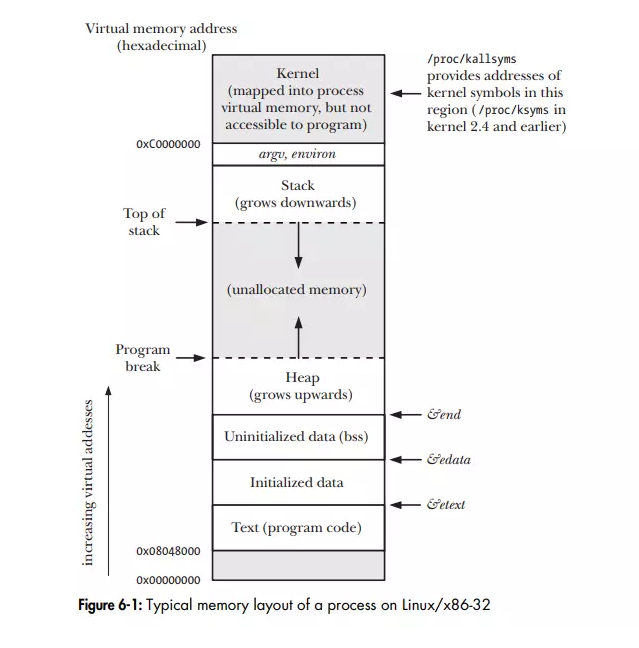 Virtual memory address
(hexadecimal)
Kernel
(mapped into process
virtual memory, but not
accessible to program)
/proc/kallsyms
provides addresses of
kernel symbols in this
region (/proc/ksyms in
kernel 2.4 and earlier)
0xC0000000
argv, environ
Stack
(grows downwards)
Top of
stack
(unallocated memory)
Program
break
Heap
(grows upwards)
increasing virtual addesses
&end
Uninitialized data (bss)
&edata
Initialized data
&etext
Text (program code)
0x08048000
0x00000000
Figure 6-1: Typical memory layout of a process on Linux/x86-32